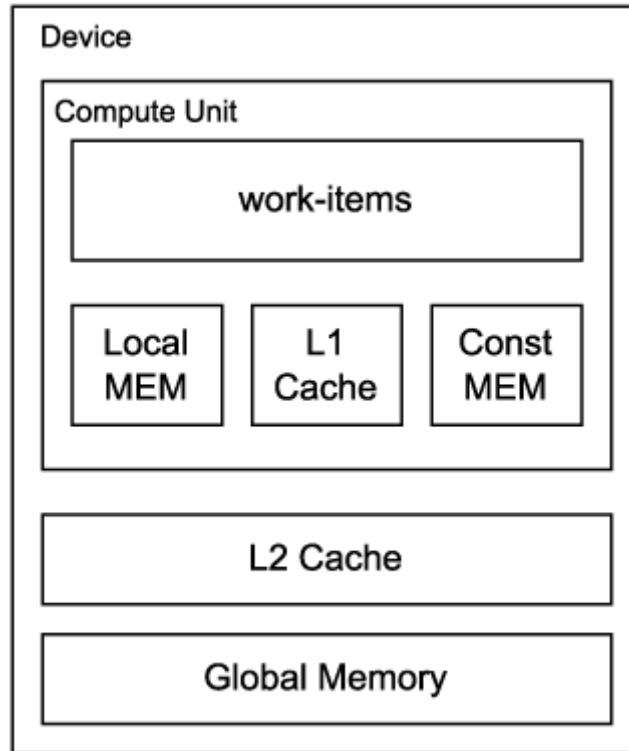 Device
Compute Unit
work-items
Local
MEM
L1
Cache
Const
MEM
L2 Cache
Global Memory